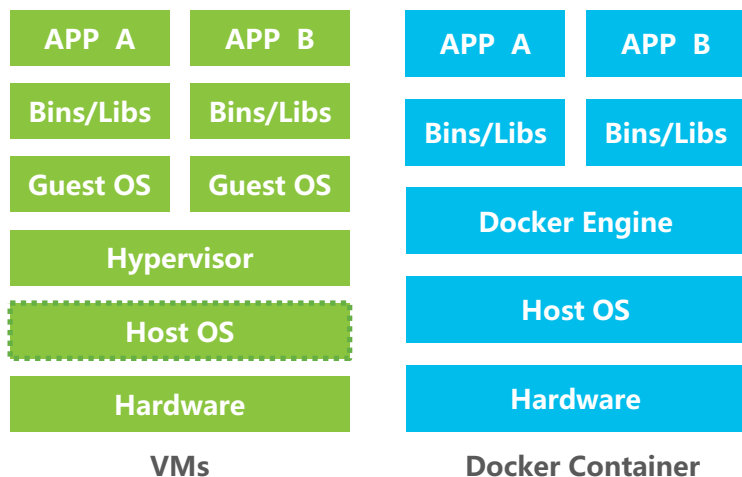 APP A
APP B
Bins/Libs
Bins/Libs
Guest OS
Guest OS
Hypervisor
Host OS
Hardware
VMs
APP A
APP B
Bins/Libs
Bins/Libs
Docker Engine
Host OS
Hardware
Docker Container